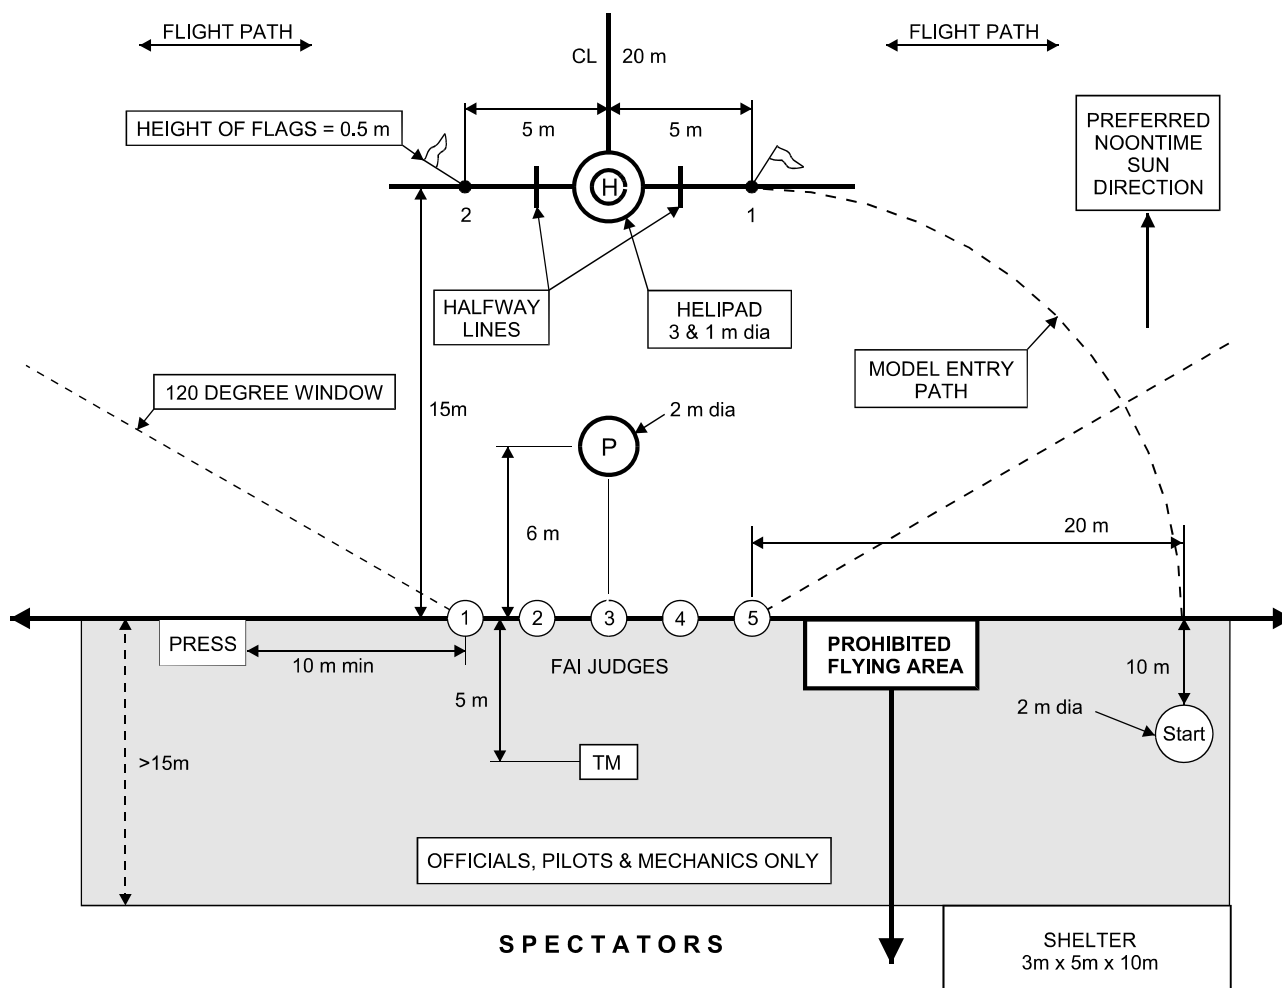 FLIGHT PATH
FLIGHT PATH
CL
20 m
5 m
5 m
HEIGHT OF FLAGS = 0.5 m
PREFERRED
NOONTIME
SUN
DIRECTION
H
2
1
HALFWAY
LINES
HELIPAD
3 & 1 m dia
MODEL ENTRY
PATH
120 DEGREE WINDOW
15m
2 m dia
P
6 m
20 m
1
2
3
4
5
PRESS
10 m min
FAI JUDGES
PROHIBITED
FLYING AREA
10 m
5 m
2 m dia
Start
>15m
TM
OFFICIALS, PILOTS & MECHANICS ONLY
SPECTATORS
SHELTER
3m x 5m x 10m